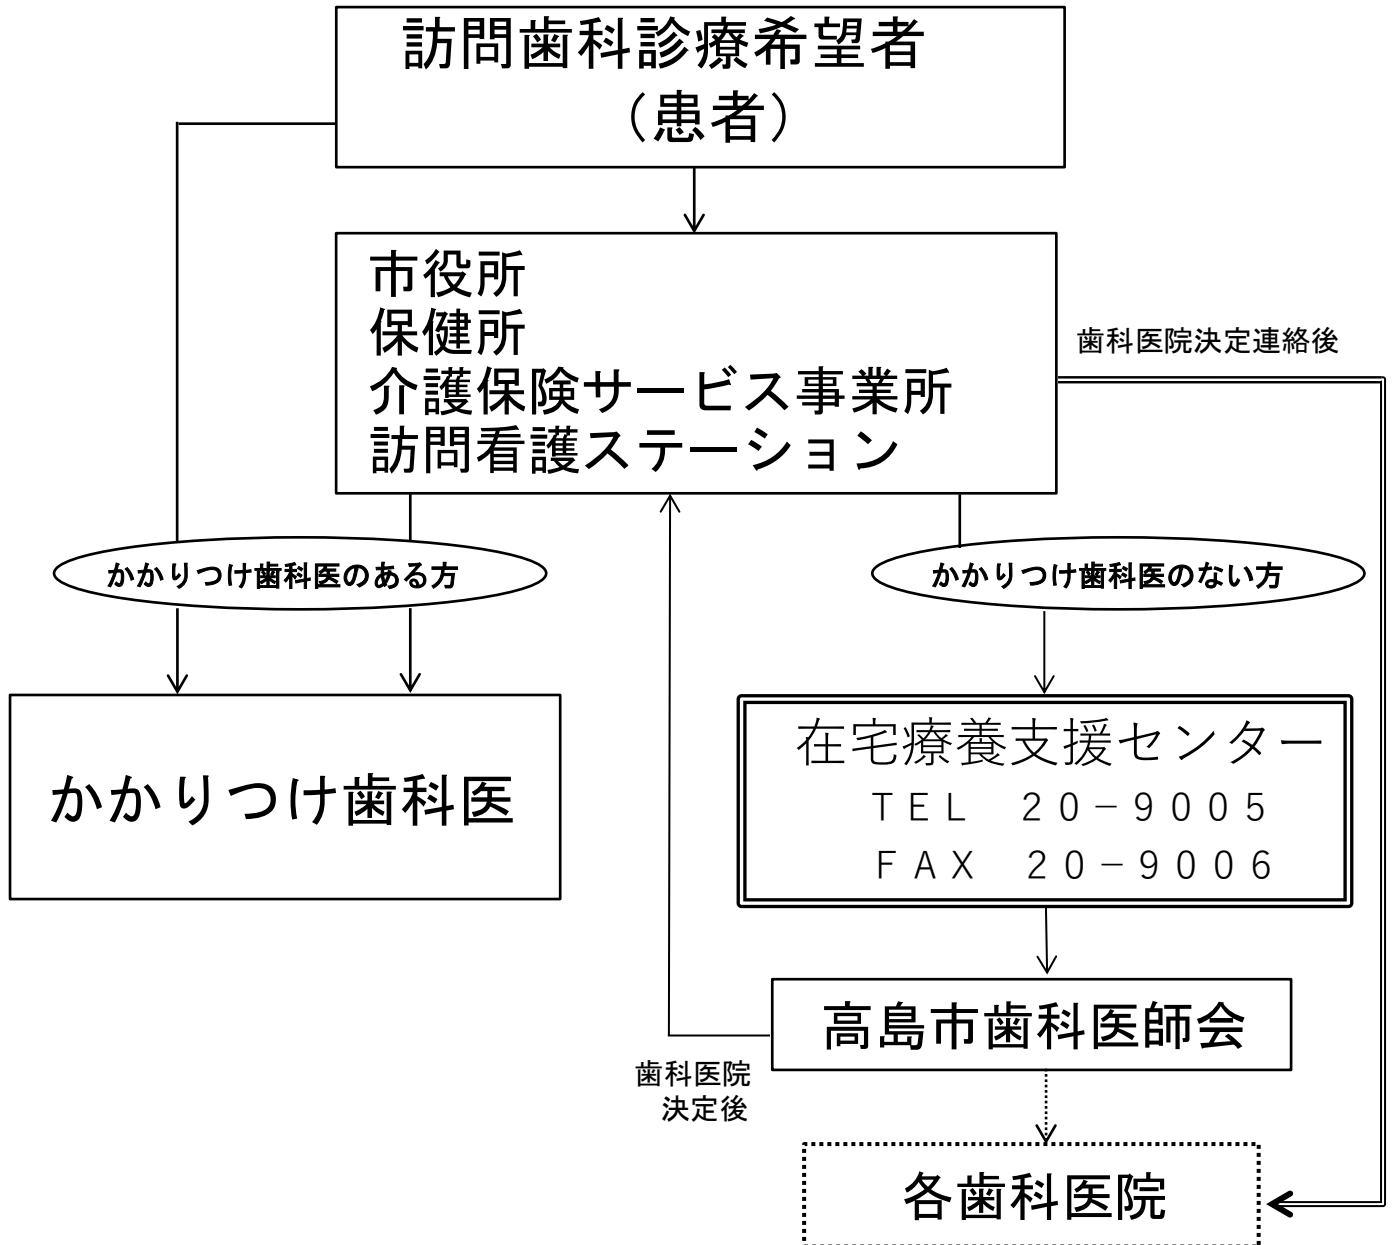 訪問歯科診療希望者
（患者）
市役所
保健所
介護保険サービス事業所
訪問看護ステーション
歯科医院決定連絡後
かかりつけ歯科医のある方
かかりつけ歯科医のない方
かかりつけ歯科医
在宅療養支援センター
ＴＥＬ　２０－９００５
ＦＡＸ　２０－９００６
高島市歯科医師会
歯科医院
決定後
各歯科医院